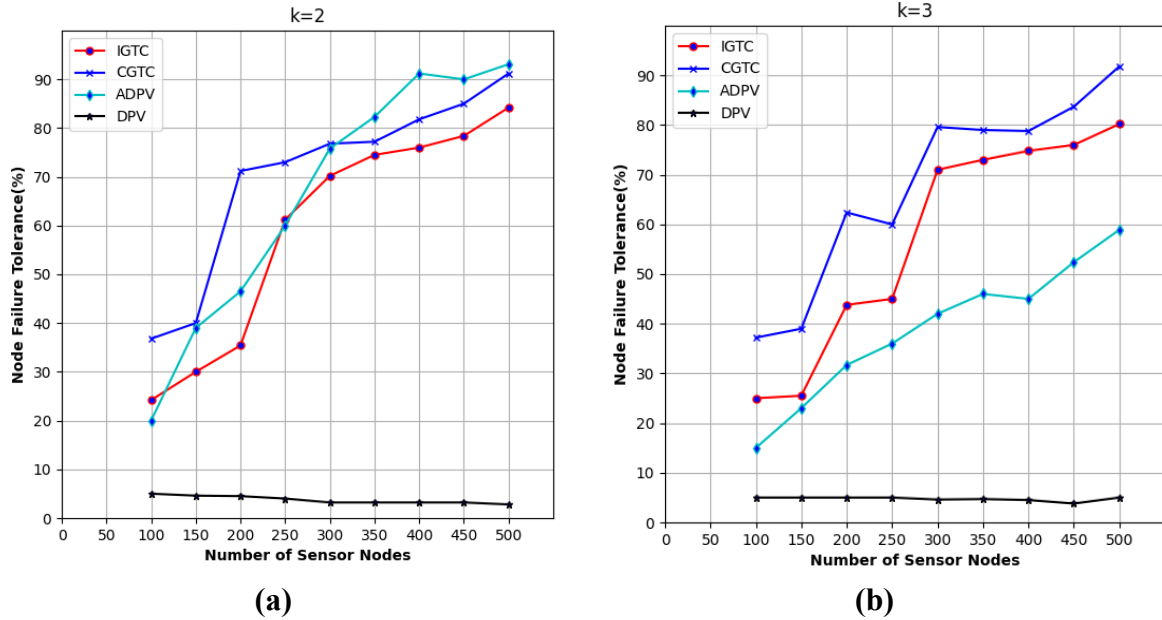 k=2
IGTC
CGTC
ADPV
DPV
Node Failure Tolerance(%)
90
80
70
60
50
40
30
20
10
0
0 50 100 150 200 250 300 350 400 450 500
Number of Sensor Nodes
(a)
k=3
IGTC
CGTC
ADPV
DPV
Node Failure Tolerance(%)
90
80
70
60
50
40
30
20
10
0
0 50 100 150 200 250 300 350 400 450 500
Number of Sensor Nodes
(b)